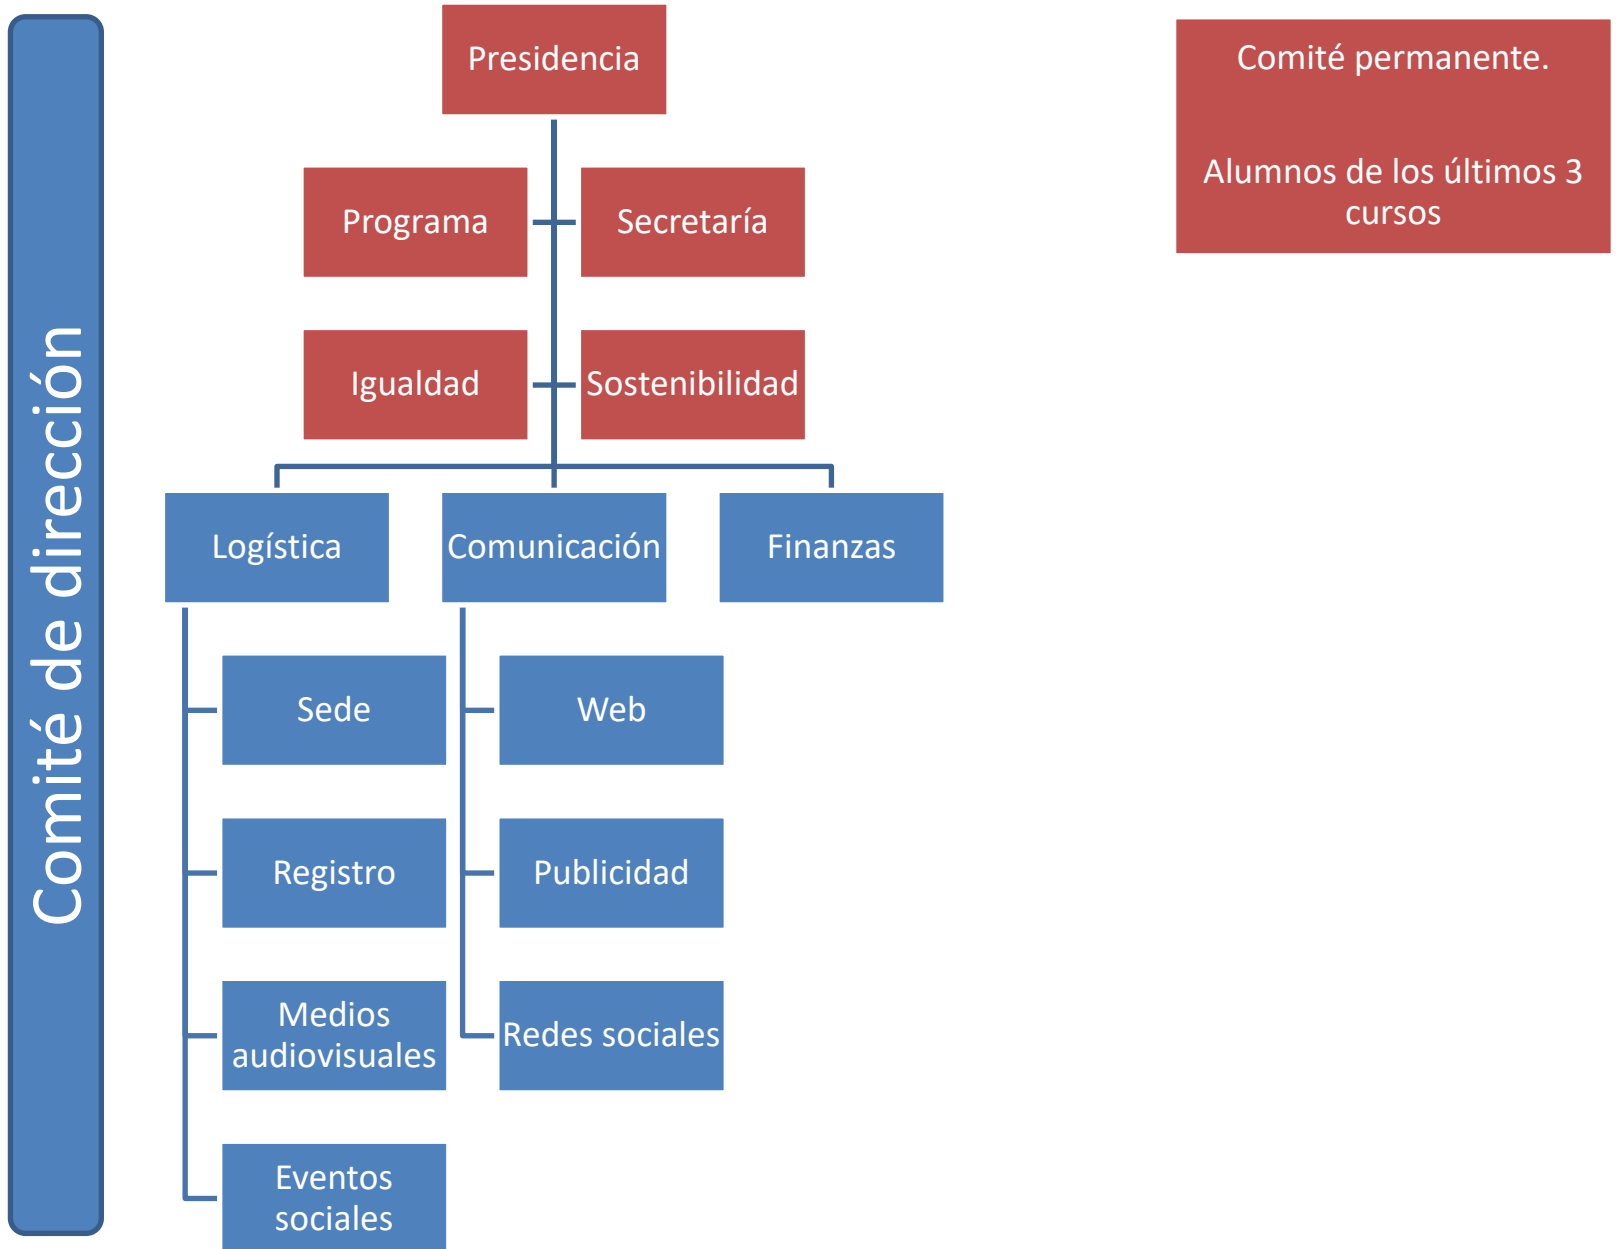 Comité de dirección
Presidencia
Comité permanente.
Alumnos de los últimos 3
cursos
Programa
Secretaría
Igualdad
Sostenibilidad
Logística
Comunicación
Finanzas
Sede
Web
Registro
Publicidad
Medios
audiovisuales
Redes sociales
Eventos
sociales